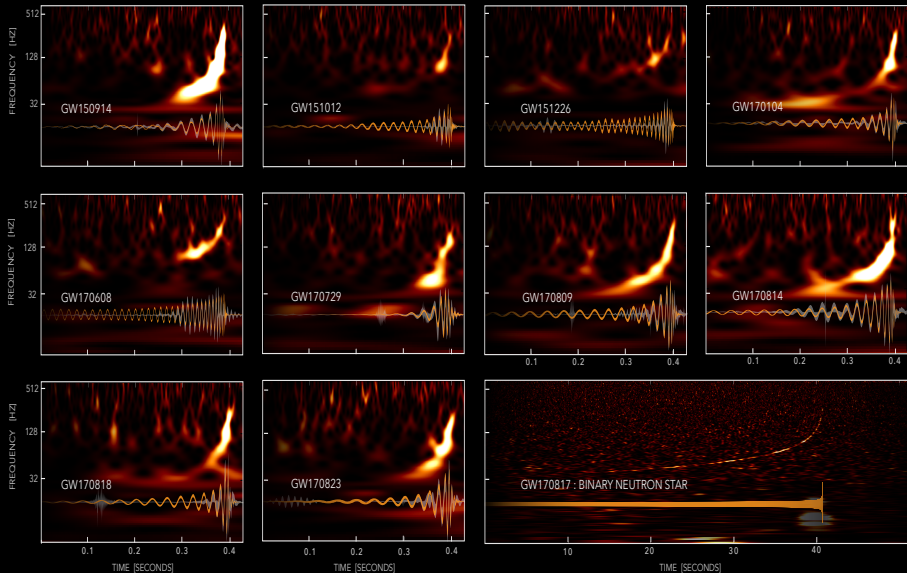 FREQUENCY [HZ]
512
128
32
GW150914
GW151012
GW151226
GW170104
FREQUENCY [HZ]
512
128
32
GW170608
GW170729
GW170809
GW170814
0.1 0.2 0.3 0.4
0.1 0.2 0.3 0.4
FREQUENCY [HZ]
512
128
32
GW170818
GW170823
GW170817 : BINARY NEUTRON STAR
0.1 0.2 0.3 0.4
0.1 0.2 0.3 0.4
10 20 30 40
TIME [SECONDS]
TIME [SECONDS]
TIME [SECONDS]